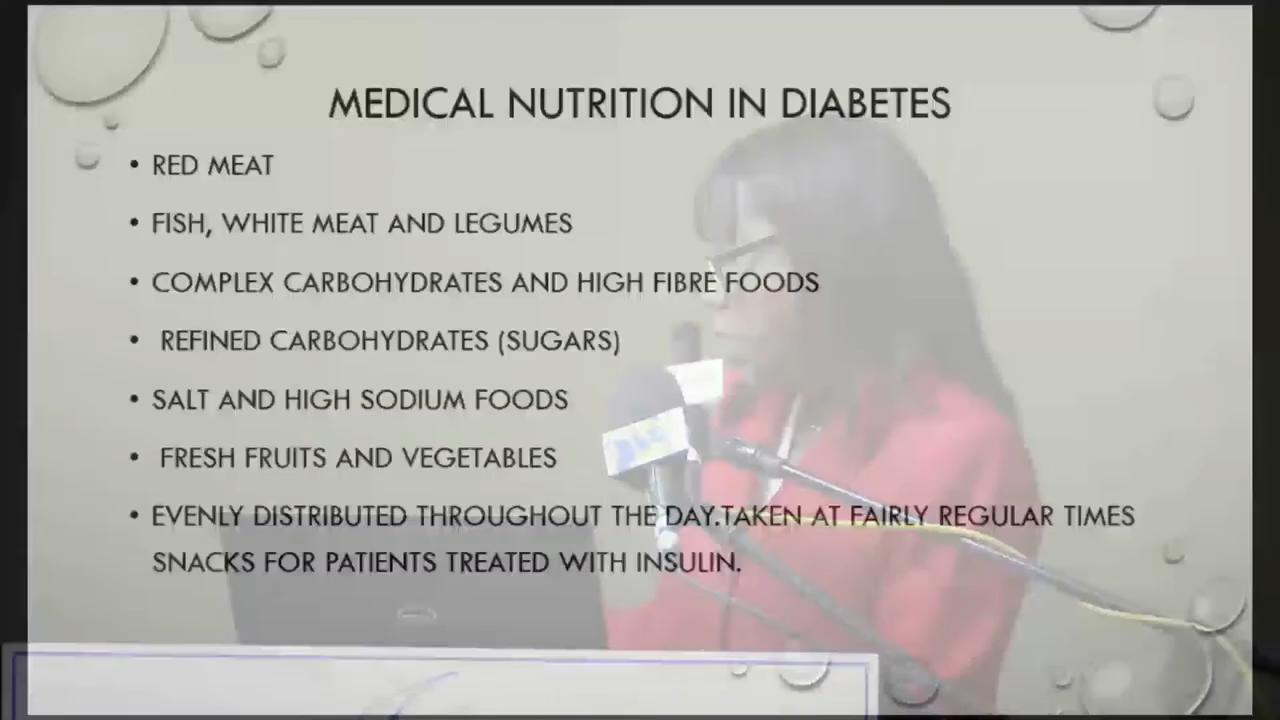 MEDICAL NUTRITION IN DIABETES
• RED MEAT
• FISH, WHITE MEAT AND LEGUMES
• COMPLEX CARBOHYDRATES AND HIGH FIBRE FOODS
• REFINED CARBOHYDRATES (SUGARS)
• SALT AND HIGH SODIUM FOODS
• FRESH FRUITS AND VEGETABLES
• EVENLY DISTRIBUTED THROUGHOUT THE DAY.TAKEN AT FAIRLY REGULAR TIMES
SNACKS FOR PATIENTS TREATED WITH INSULIN.